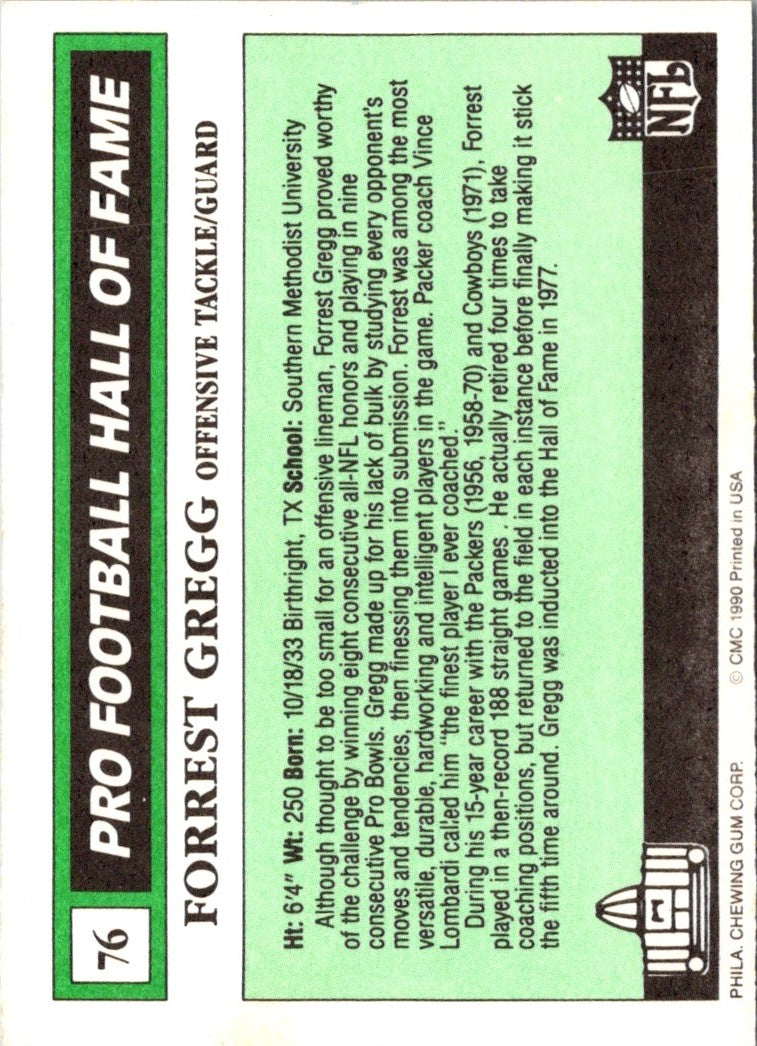 76
PRO FOOTBALL HALL OF FAME
FORREST GREGG OFFENSIVE TACKLE/GUARD
Ht: 6'4" Wt: 250 Born: 10/18/33 Birthright, TX School: Southern Methodist University
Although thought to be too small for an offensive lineman, Forrest Gregg proved worthy
of the challenge by winning eight consecutive all-NFL honors and playing in nine
consecutive Pro Bowls. Gregg made up for his lack of bulk by studying every opponent's
moves and tendencies, then finessing them into submission. Forrest was among the most
versatile, durable, hardworking and intelligent players in the game. Packer coach Vince
Lombardi called him "the finest player I ever coached."
During his 15-year career with the Packers (1956, 1958-70) and Cowboys (1971), Forrest
played in a then-record 188 straight games . He actually retired four times to take
coaching positions, but returned to the field in each instance before finally making it stick
the fifth time around. Gregg was inducted into the Hall of Fame in 1977.
NFL
PHILA. CHEWING GUM CORP. © CMC 1990 Printed in USA